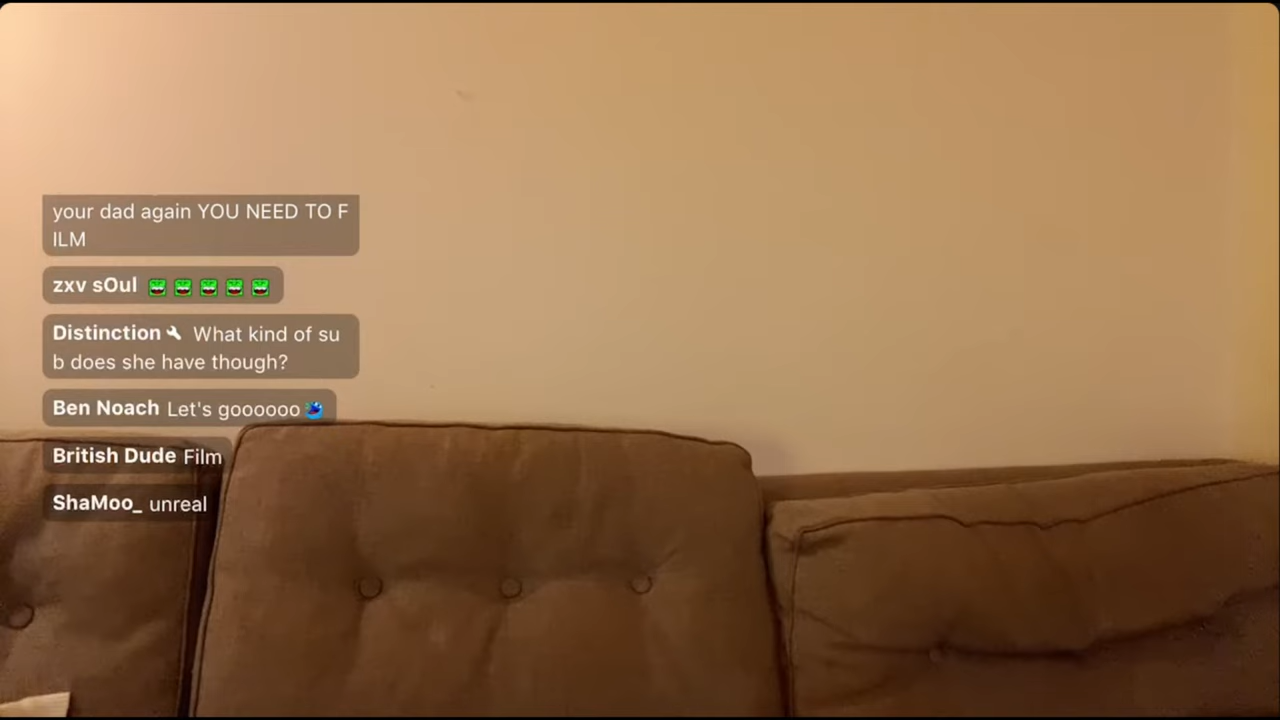 your dad again YOU NEED TO F
ILM
zxv sOul
Distinction What kind of su
b does she have though?
Ben Noach Let's goooooo
British Dude Film
ShaMoo_ unreal